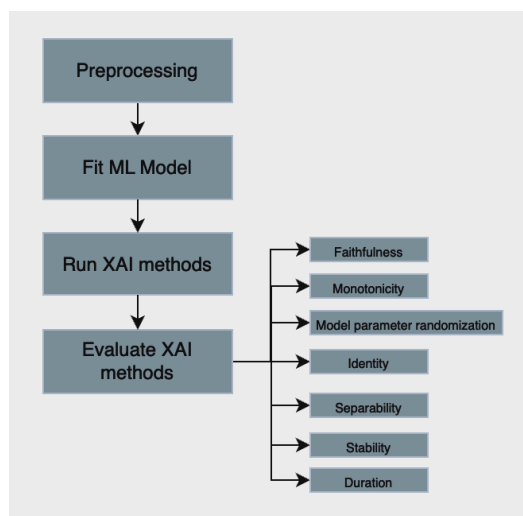 Preprocessing
Fit ML Model
Run XAI methods
Evaluate XAI
methods
Faithfulness
Monotonicity
Model parameter randomization
Identity
Separability
Stability
Duration